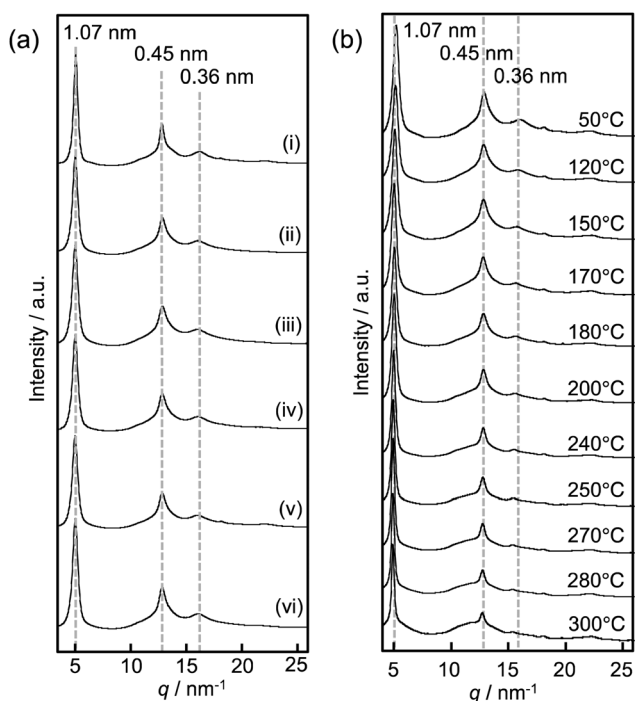 (a)
1.07 nm
0.45 nm
0.36 nm
(i)
(ii)
(iii)
(iv)
(v)
(vi)
Intensity / a.u.
5 10 15 20 25
q / nm⁻¹
(b)
1.07 nm
0.45 nm
0.36 nm
50°C
120°C
150°C
170°C
180°C
200°C
240°C
250°C
270°C
280°C
300°C
Intensity / a.u.
5 10 15 20 25
q / nm⁻¹